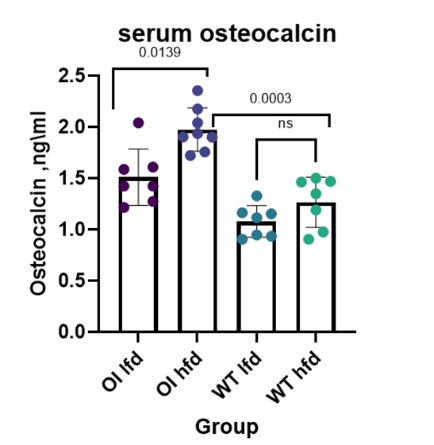 serum osteocalcin
0.0139
0.0003
ns
2.5
2.0
1.5
1.0
0.5
0.0
Osteocalcin ,ng\ml
OI lfd
OI hfd
WT lfd
WT hfd
Group